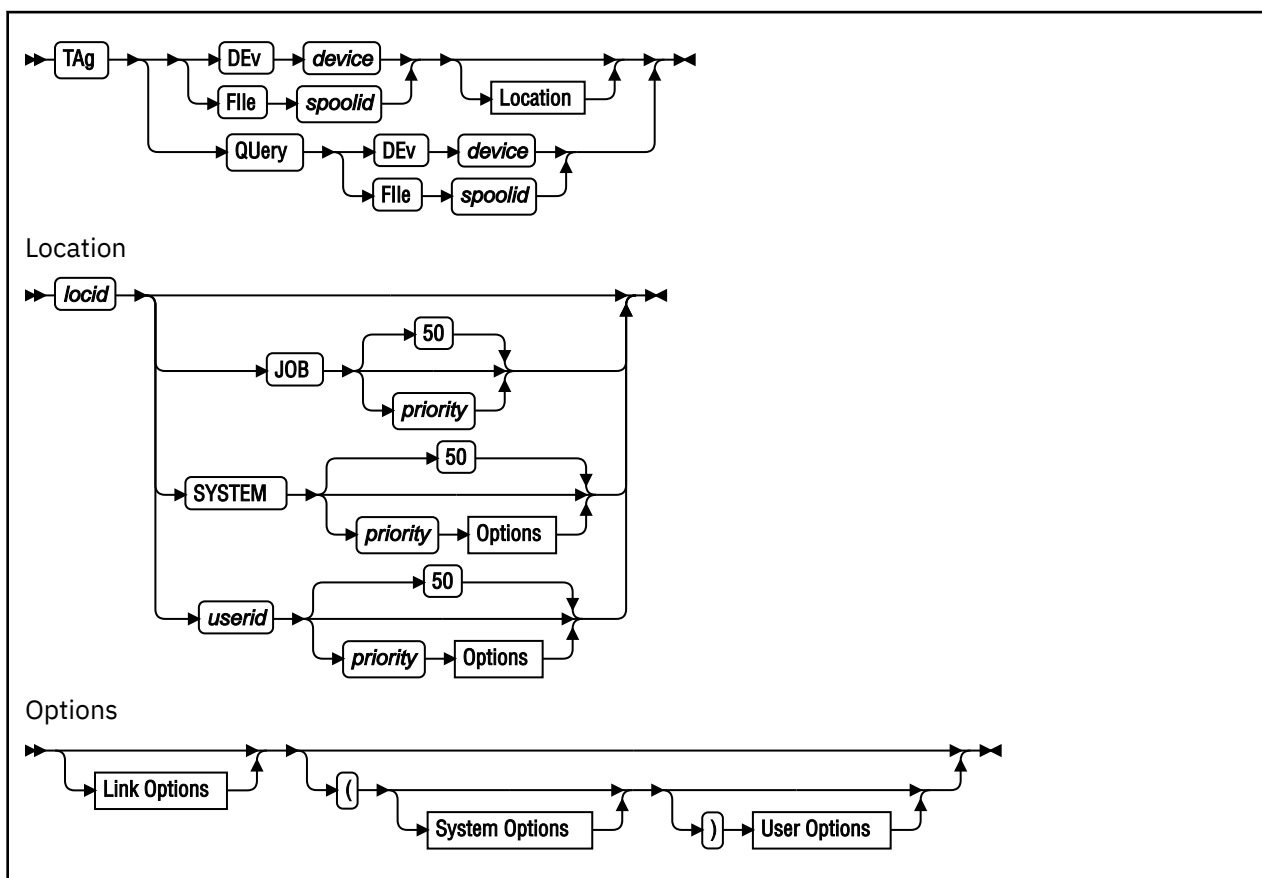 TAg DEv device
FIle spoolid Location
QUery DEv device
FIle spoolid
Location
locid
50
JOB
priority
50
SYSTEM
priority Options
50
userid
priority Options
Options
Link Options (
System Options ) User Options